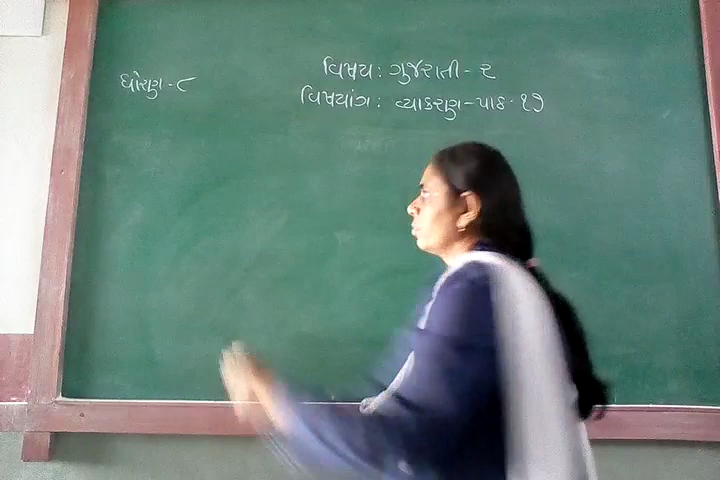 વિષય: ગુજરાતી - ૨
ધોરણ - ૮
વિષયાંગ: વ્યાકરણ - પાઠ - ૧૭